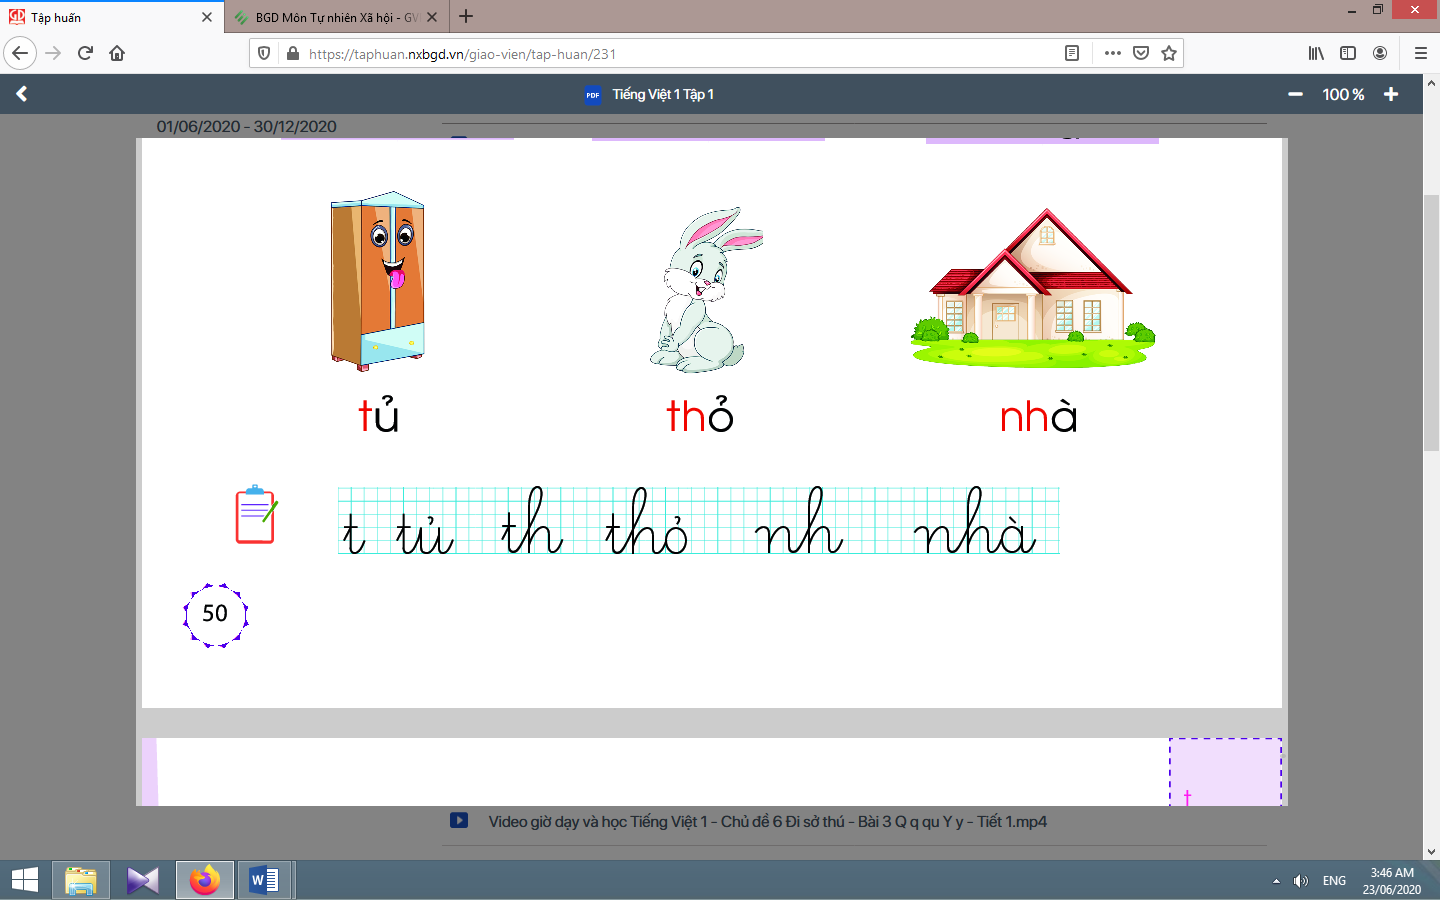 Tập huấn
BGD Môn Tự nhiên Xã hội - GV
https://taphuan.nxbgd.vn/giao-vien/tap-huan/231
PDF Tiếng Việt 1 Tập 1
100 %
01/06/2020 - 30/12/2020
tủ thỏ nhà
t tủ th thỏ nh nhà
50
t
Video giờ dạy và học Tiếng Việt 1 - Chủ đề 6 Đi sở thú - Bài 3 Q q qu Y y - Tiết 1.mp4
ENG
3:46 AM
23/06/2020